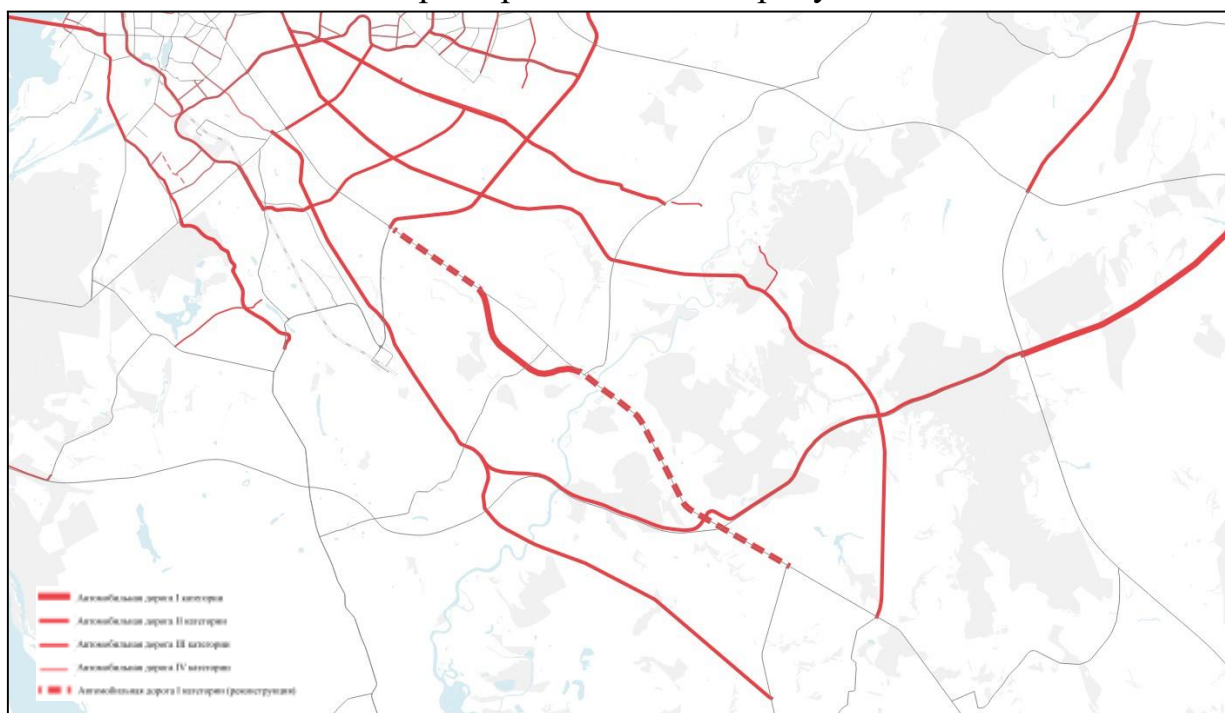 Автомобильная дорога I категории
Автомобильная дорога II категории
Автомобильная дорога III категории
Автомобильная дорога IV категории
Автомобильная дорога I категории (реконструкция)